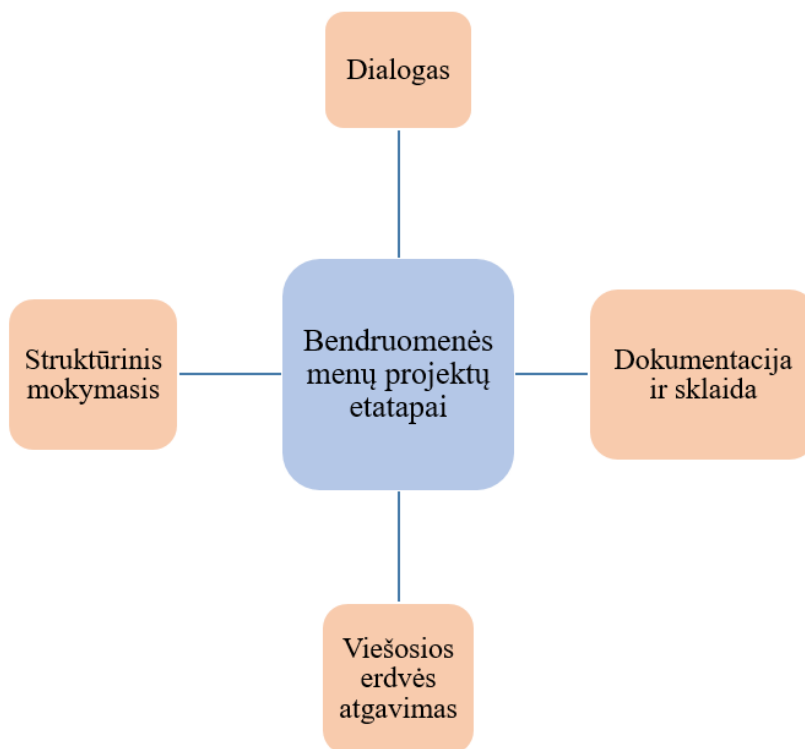 Dialogas
Struktūrinis
mokymasis
Bendruomenės
menų projektų
etatapai
Dokumentacija
ir sklaida
Viešosios
erdvės
atgavimas